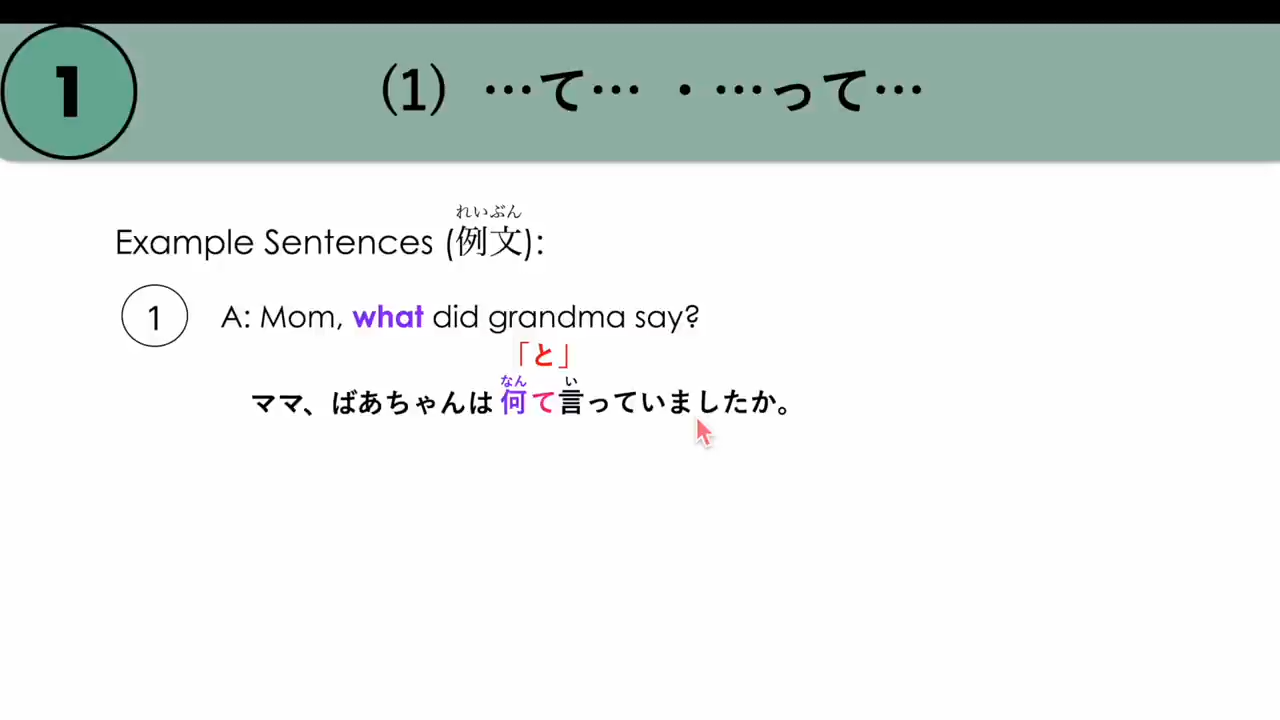 1
(1) …て… ・…って…
れいぶん
Example Sentences (例文):
1 A: Mom, what did grandma say?
「と」
なん い
ママ、ばあちゃんは 何て言っていましたか。